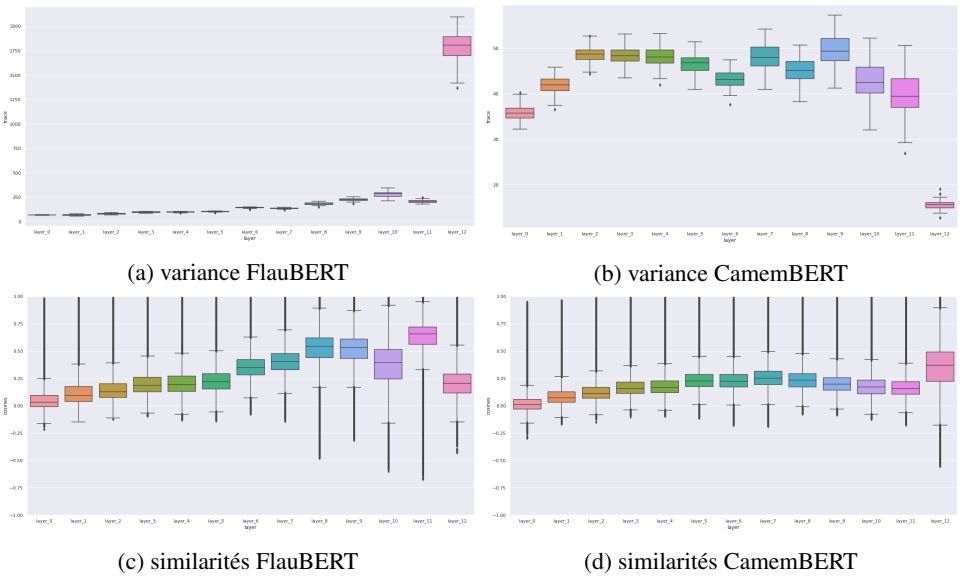 2000
1750
1500
1250
1000
750
500
250
0
trace
layer_0 layer_1 layer_2 layer_3 layer_4 layer_5 layer_6 layer_7 layer_8 layer_9 layer_10 layer_11 layer_12
layer
(a) variance FlauBERT
50
40
30
20
trace
layer_0 layer_1 layer_2 layer_3 layer_4 layer_5 layer_6 layer_7 layer_8 layer_9 layer_10 layer_11 layer_12
layer
(b) variance CamemBERT
1.00
0.75
0.50
0.25
0.00
−0.25
−0.50
−0.75
−1.00
cosines
layer_0 layer_1 layer_2 layer_3 layer_4 layer_5 layer_6 layer_7 layer_8 layer_9 layer_10 layer_11 layer_12
layer
(c) similarités FlauBERT
1.00
0.75
0.50
0.25
0.00
−0.25
−0.50
−0.75
−1.00
cosines
layer_0 layer_1 layer_2 layer_3 layer_4 layer_5 layer_6 layer_7 layer_8 layer_9 layer_10 layer_11 layer_12
layer
(d) similarités CamemBERT